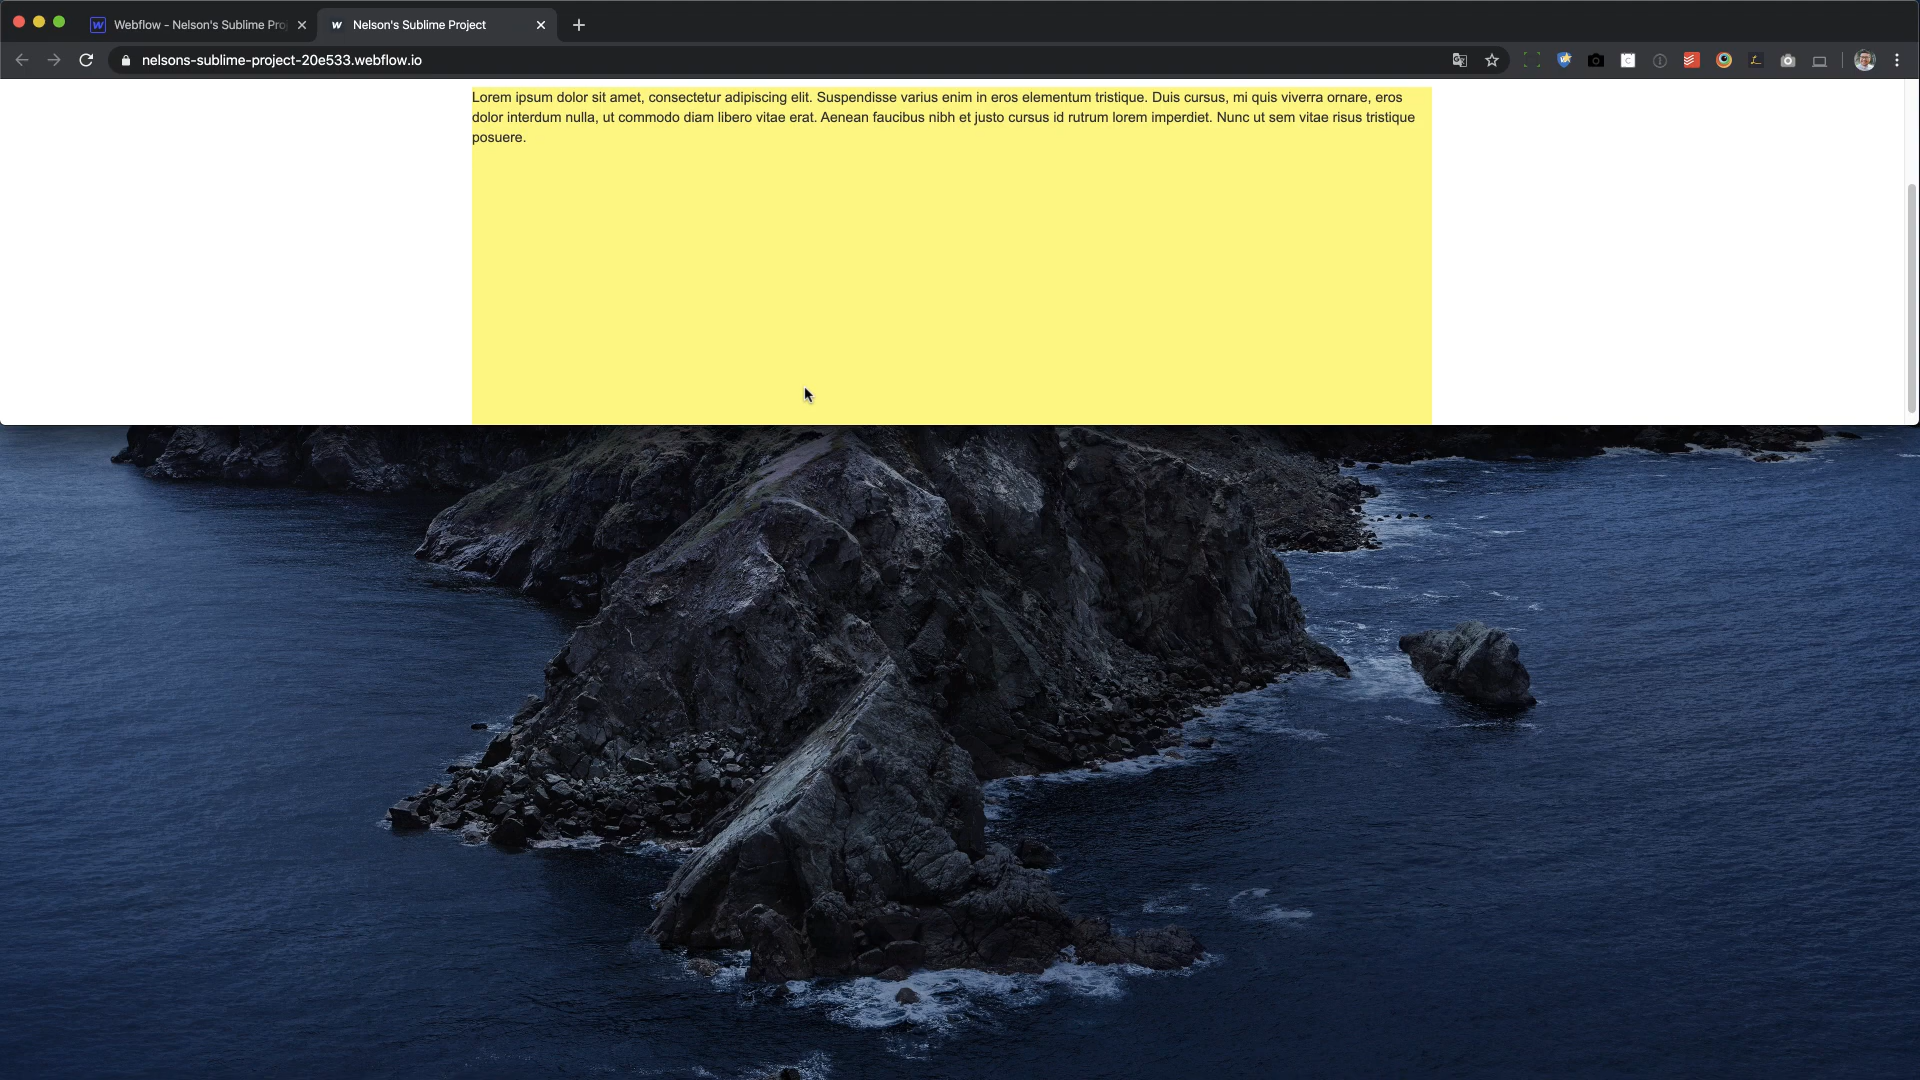 Webflow - Nelson's Sublime Pro
Nelson's Sublime Project
nelsons-sublime-project-20e533.webflow.io
Lorem ipsum dolor sit amet, consectetur adipiscing elit. Suspendisse varius enim in eros elementum tristique. Duis cursus, mi quis viverra ornare, eros
dolor interdum nulla, ut commodo diam libero vitae erat. Aenean faucibus nibh et justo cursus id rutrum lorem imperdiet. Nunc ut sem vitae risus tristique
posuere.